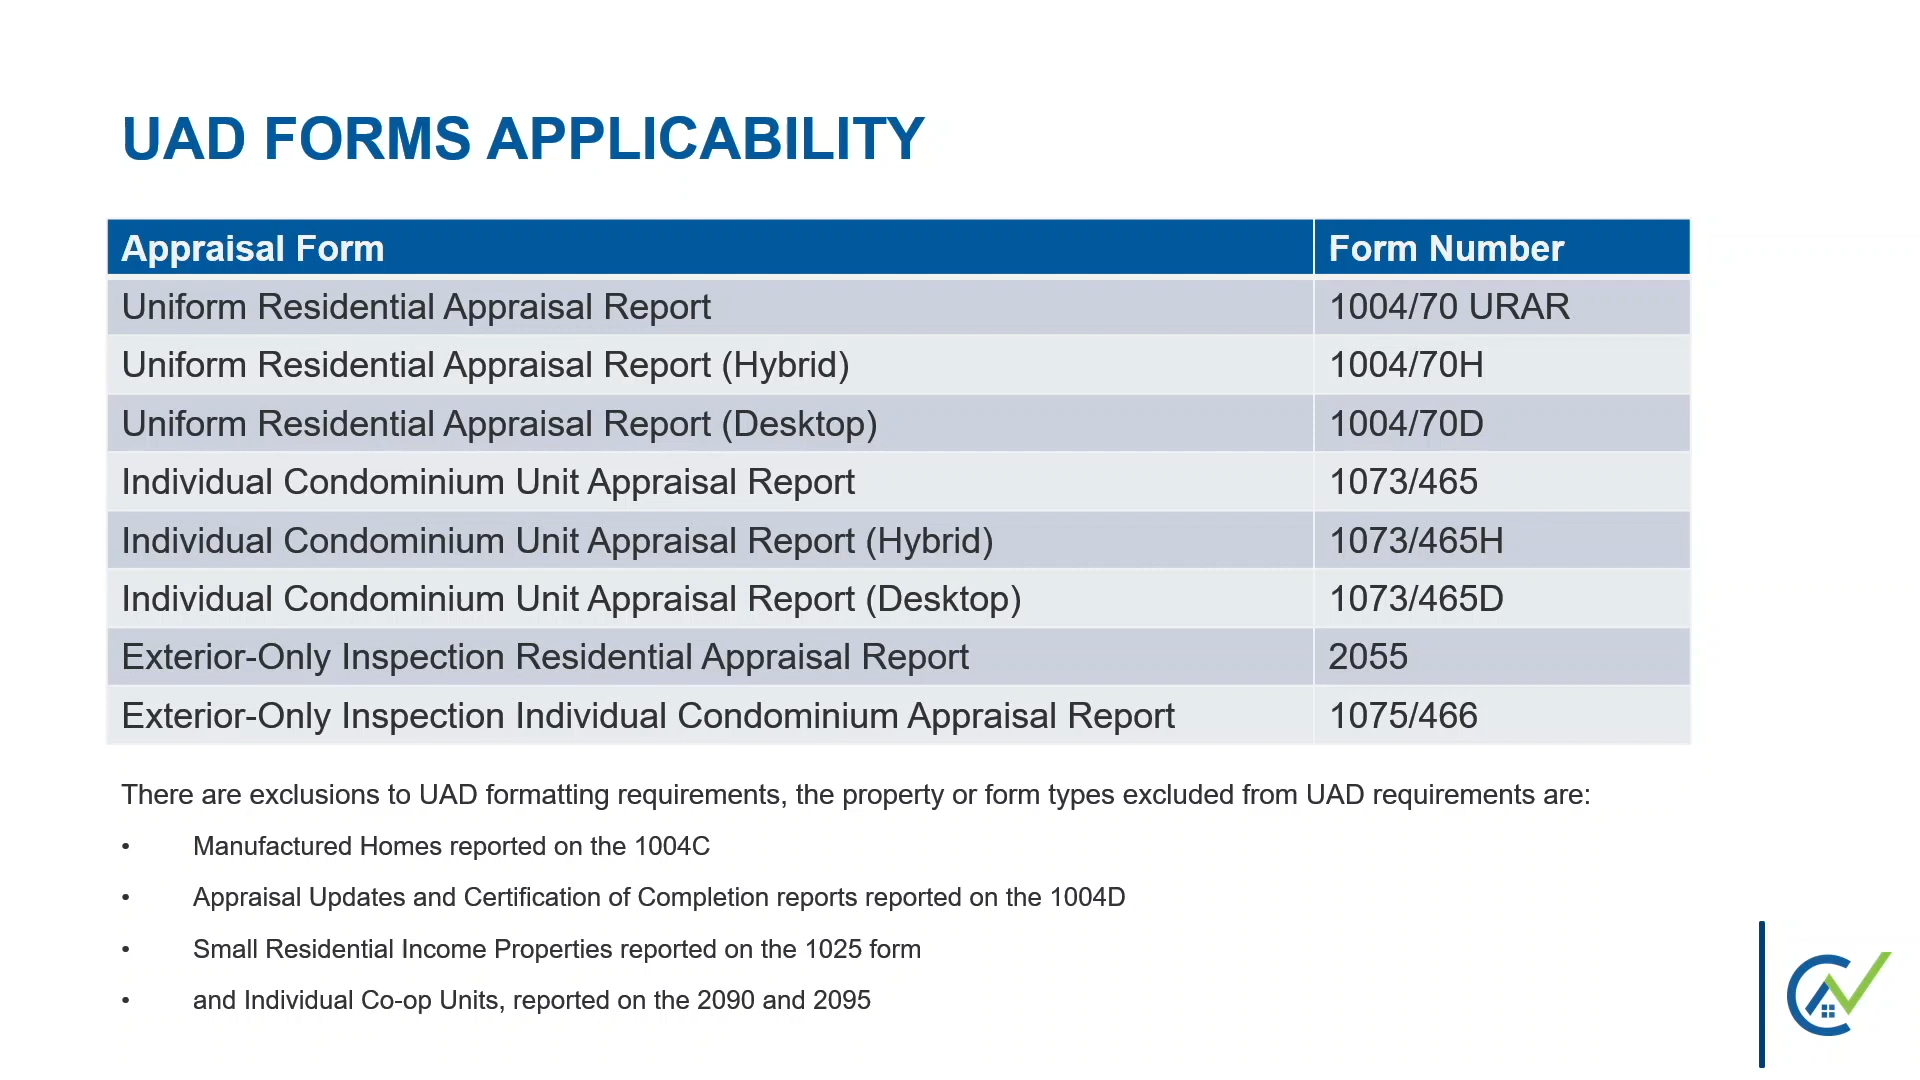 UAD FORMS APPLICABILITY
Appraisal Form Form Number
Uniform Residential Appraisal Report 1004/70 URAR
Uniform Residential Appraisal Report (Hybrid) 1004/70H
Uniform Residential Appraisal Report (Desktop) 1004/70D
Individual Condominium Unit Appraisal Report 1073/465
Individual Condominium Unit Appraisal Report (Hybrid) 1073/465H
Individual Condominium Unit Appraisal Report (Desktop) 1073/465D
Exterior-Only Inspection Residential Appraisal Report 2055
Exterior-Only Inspection Individual Condominium Appraisal Report 1075/466
There are exclusions to UAD formatting requirements, the property or form types excluded from UAD requirements are:
• Manufactured Homes reported on the 1004C
• Appraisal Updates and Certification of Completion reports reported on the 1004D
• Small Residential Income Properties reported on the 1025 form
• and Individual Co-op Units, reported on the 2090 and 2095